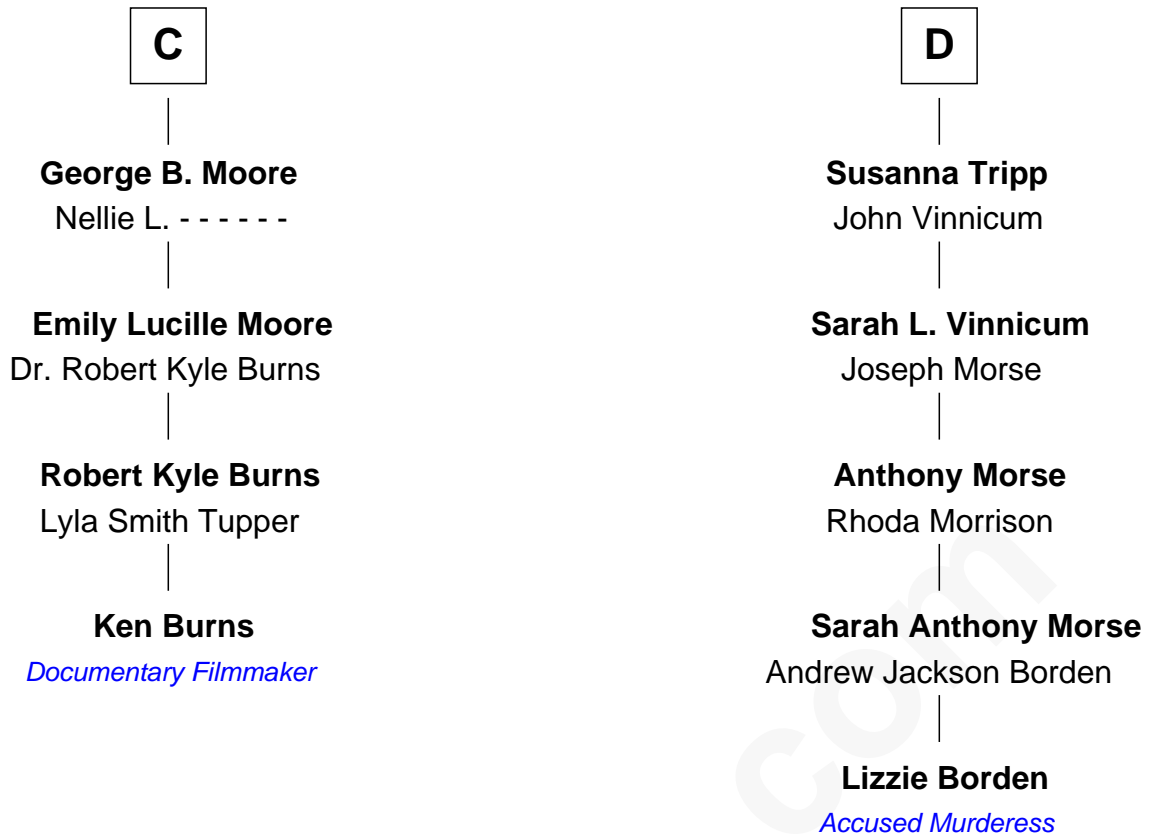 C
George B. Moore
Nellie L. - - - - - -
Emily Lucille Moore
Dr. Robert Kyle Burns
Robert Kyle Burns
Lyla Smith Tupper
Ken Burns
Documentary Filmmaker
D
Susanna Tripp
John Vinnicum
Sarah L. Vinnicum
Joseph Morse
Anthony Morse
Rhoda Morrison
Sarah Anthony Morse
Andrew Jackson Borden
Lizzie Borden
Accused Murderess
com